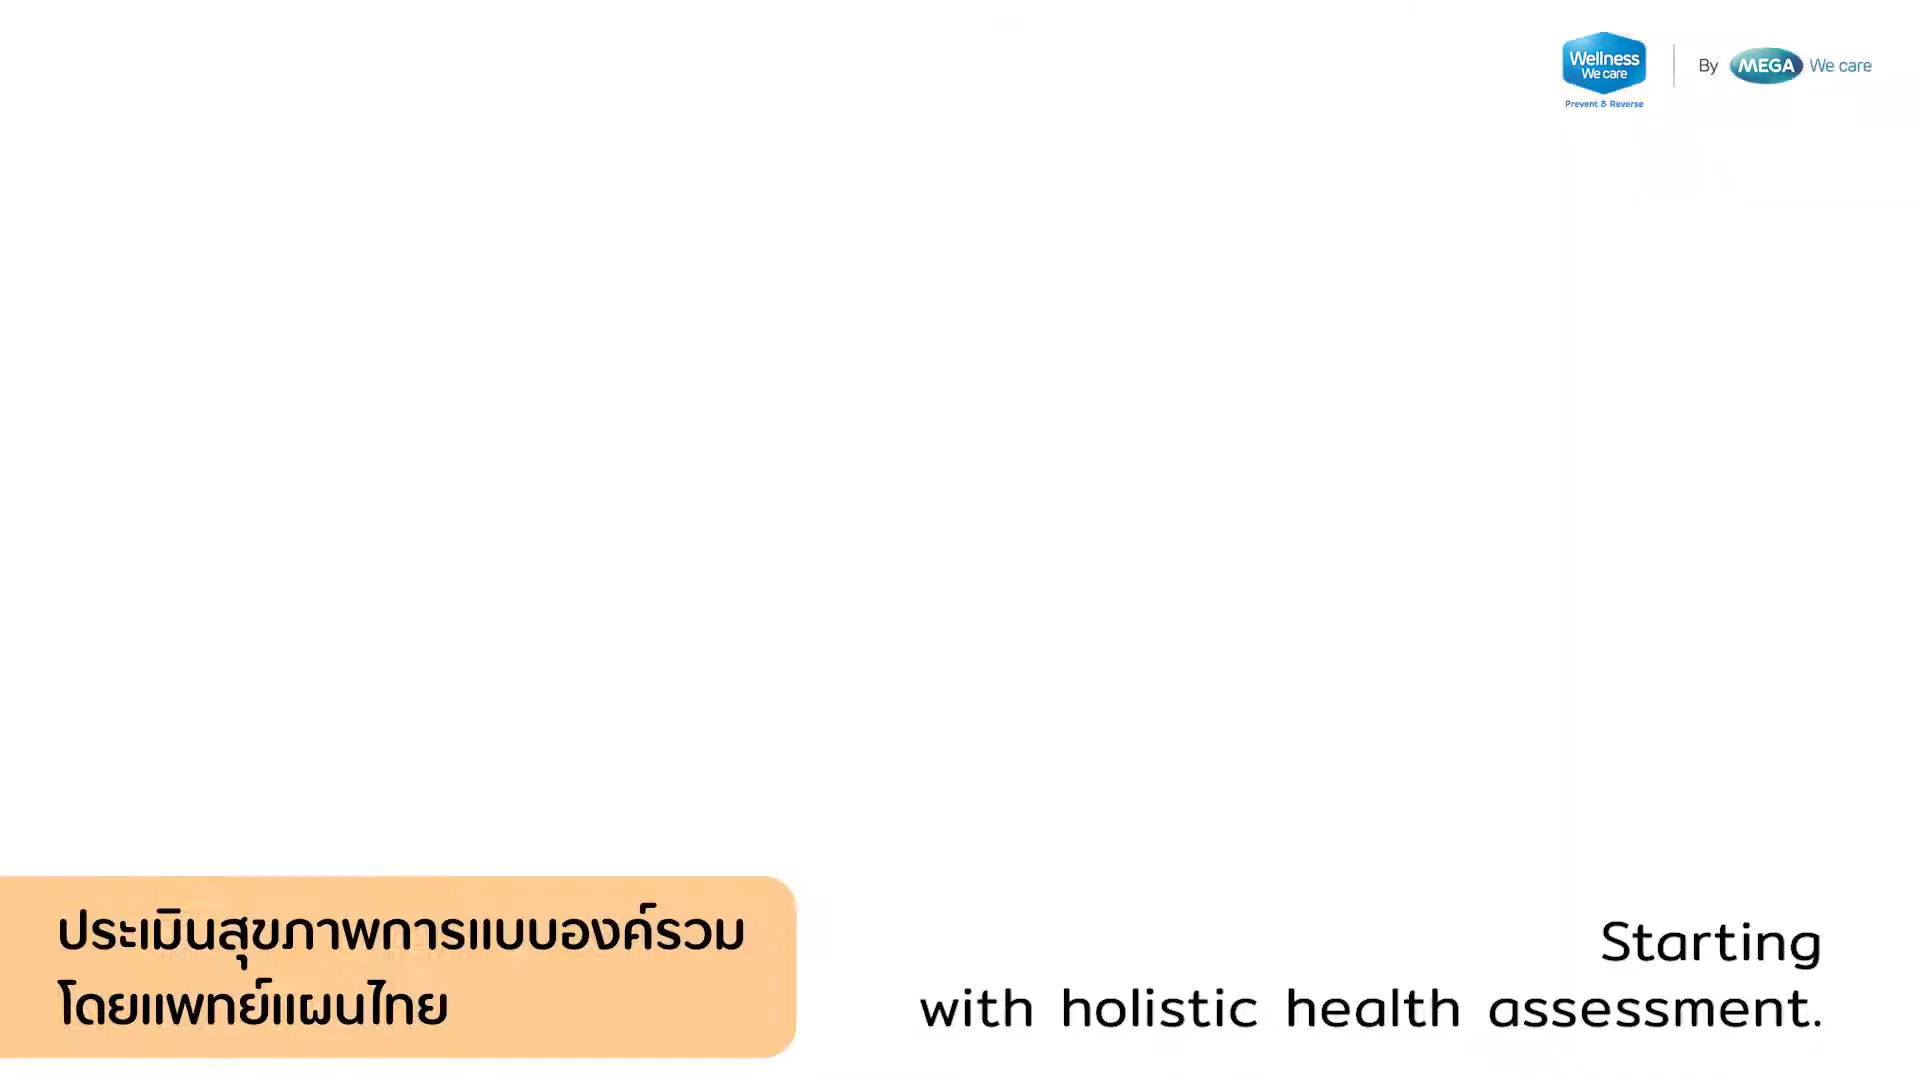 Wellness
We care
Prevent & Reverse
By MEGA We care
ประเมินสุขภาพการแบบองค์รวม
โดยแพทย์แผนไทย
Starting
with holistic health assessment.